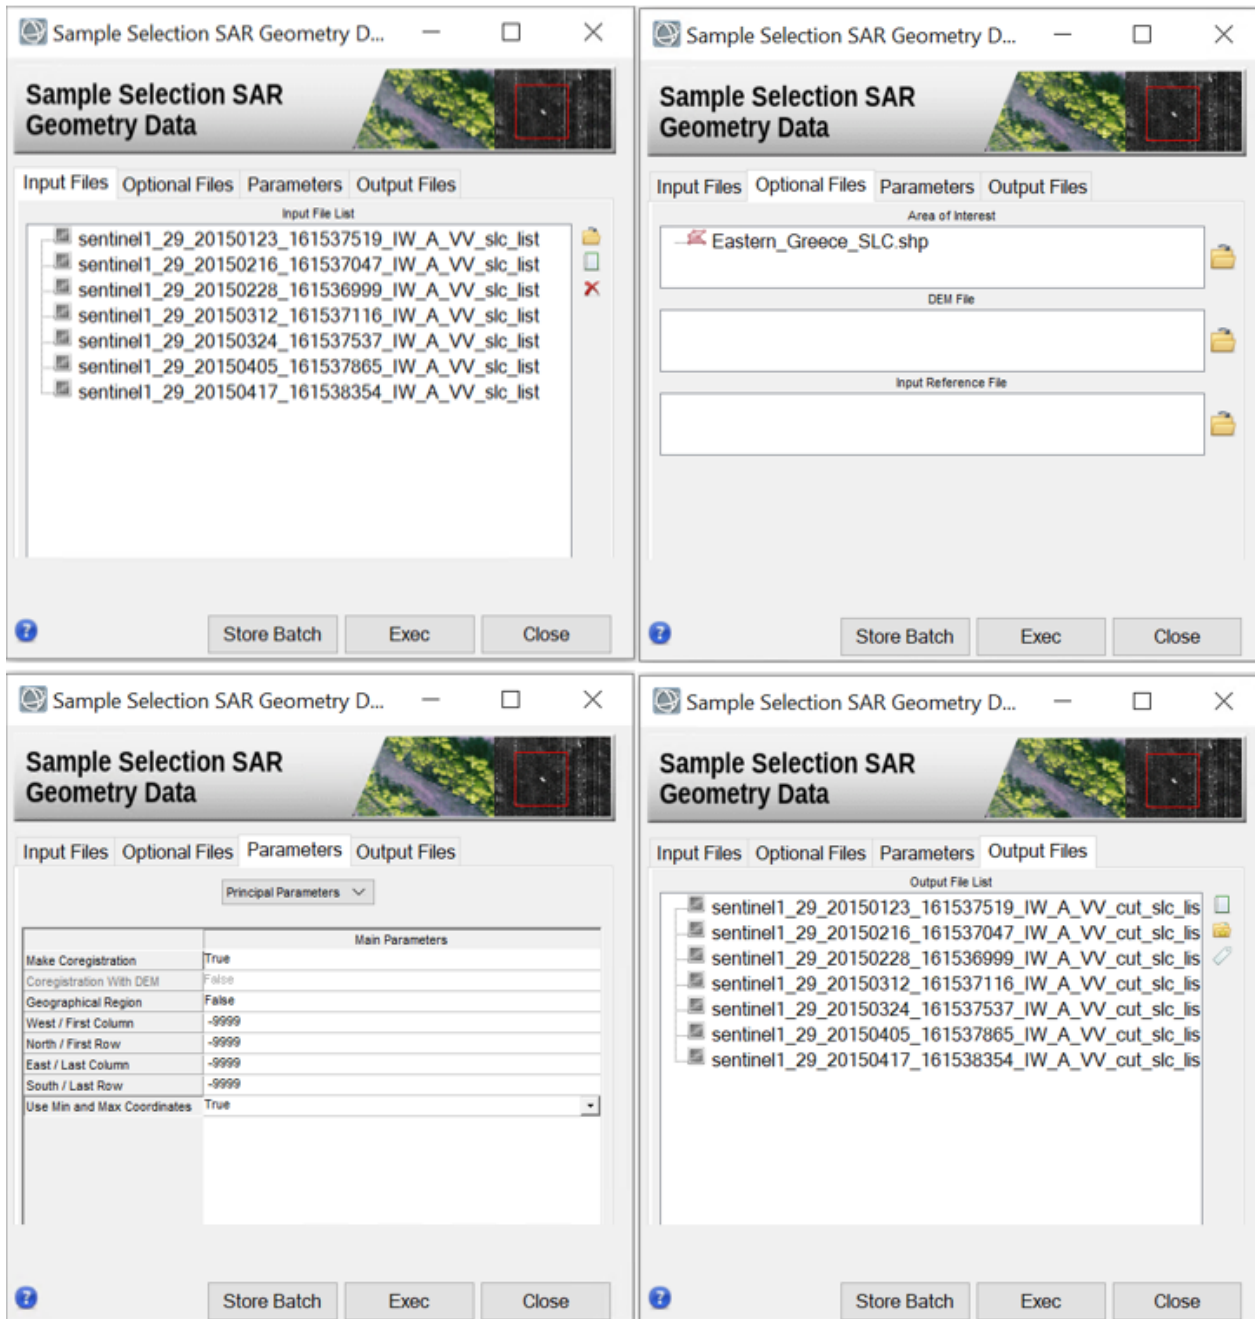 Sample Selection SAR Geometry D...
Sample Selection SAR
Geometry Data
Input Files Optional Files Parameters Output Files
Input File List
sentinel1_29_20150123_161537519_IW_A_VV_slc_list
sentinel1_29_20150216_161537047_IW_A_VV_slc_list
sentinel1_29_20150228_161536999_IW_A_VV_slc_list
sentinel1_29_20150312_161537116_IW_A_VV_slc_list
sentinel1_29_20150324_161537537_IW_A_VV_slc_list
sentinel1_29_20150405_161537865_IW_A_VV_slc_list
sentinel1_29_20150417_161538354_IW_A_VV_slc_list
? Store Batch Exec Close
Sample Selection SAR Geometry D...
Sample Selection SAR
Geometry Data
Input Files Optional Files Parameters Output Files
Area of Interest
Eastern_Greece_SLC.shp
DEM File
Input Reference File
? Store Batch Exec Close
Sample Selection SAR Geometry D...
Sample Selection SAR
Geometry Data
Input Files Optional Files Parameters Output Files
Principal Parameters
Main Parameters
Make Coregistration True
Coregistration With DEM False
Geographical Region False
West / First Column -9999
North / First Row -9999
East / Last Column -9999
South / Last Row -9999
Use Min and Max Coordinates True
? Store Batch Exec Close
Sample Selection SAR Geometry D...
Sample Selection SAR
Geometry Data
Input Files Optional Files Parameters Output Files
Output File List
sentinel1_29_20150123_161537519_IW_A_VV_cut_slc_lis
sentinel1_29_20150216_161537047_IW_A_VV_cut_slc_lis
sentinel1_29_20150228_161536999_IW_A_VV_cut_slc_lis
sentinel1_29_20150312_161537116_IW_A_VV_cut_slc_lis
sentinel1_29_20150324_161537537_IW_A_VV_cut_slc_lis
sentinel1_29_20150405_161537865_IW_A_VV_cut_slc_lis
sentinel1_29_20150417_161538354_IW_A_VV_cut_slc_lis
? Store Batch Exec Close